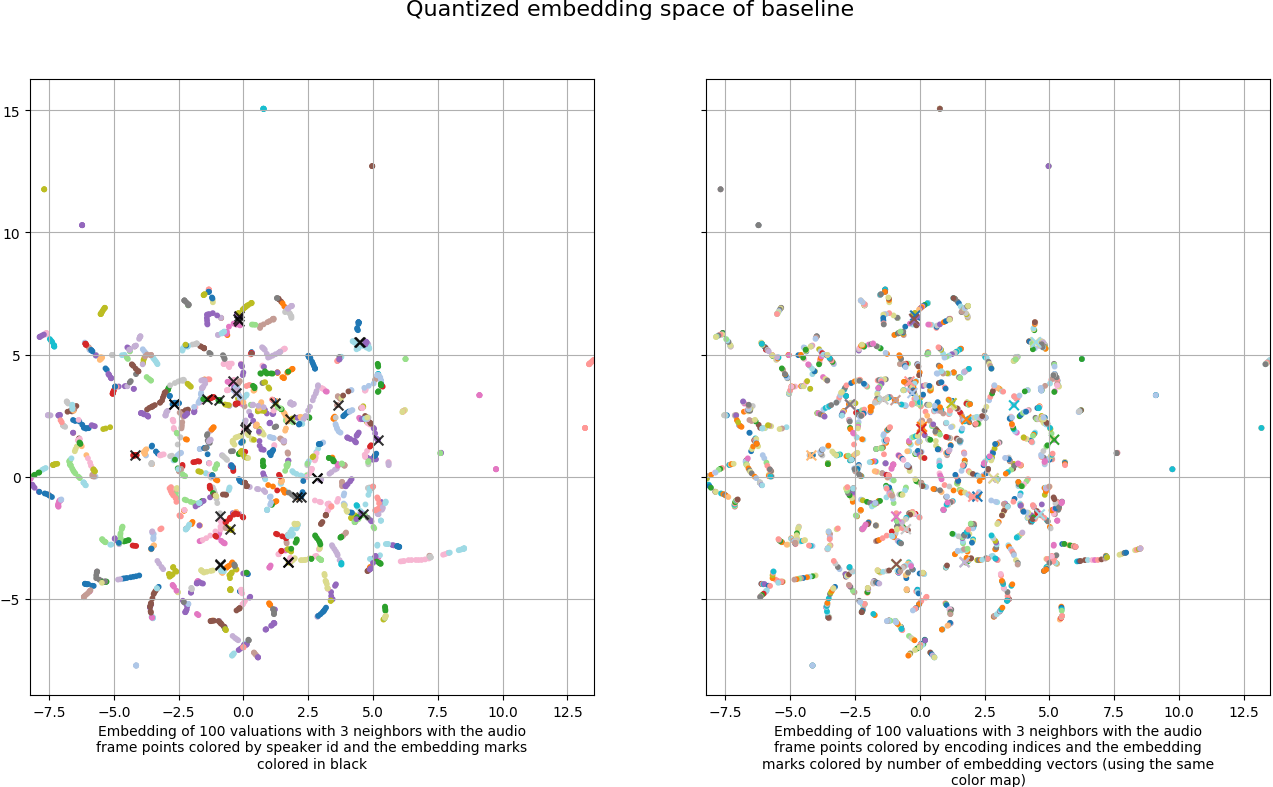 Quantized embedding space of baseline
15
10
5
0
−5
−7.5 −5.0 −2.5 0.0 2.5 5.0 7.5 10.0 12.5
Embedding of 100 valuations with 3 neighbors with the audio
frame points colored by speaker id and the embedding marks
colored in black
−7.5 −5.0 −2.5 0.0 2.5 5.0 7.5 10.0 12.5
Embedding of 100 valuations with 3 neighbors with the audio
frame points colored by encoding indices and the embedding
marks colored by number of embedding vectors (using the same
color map)